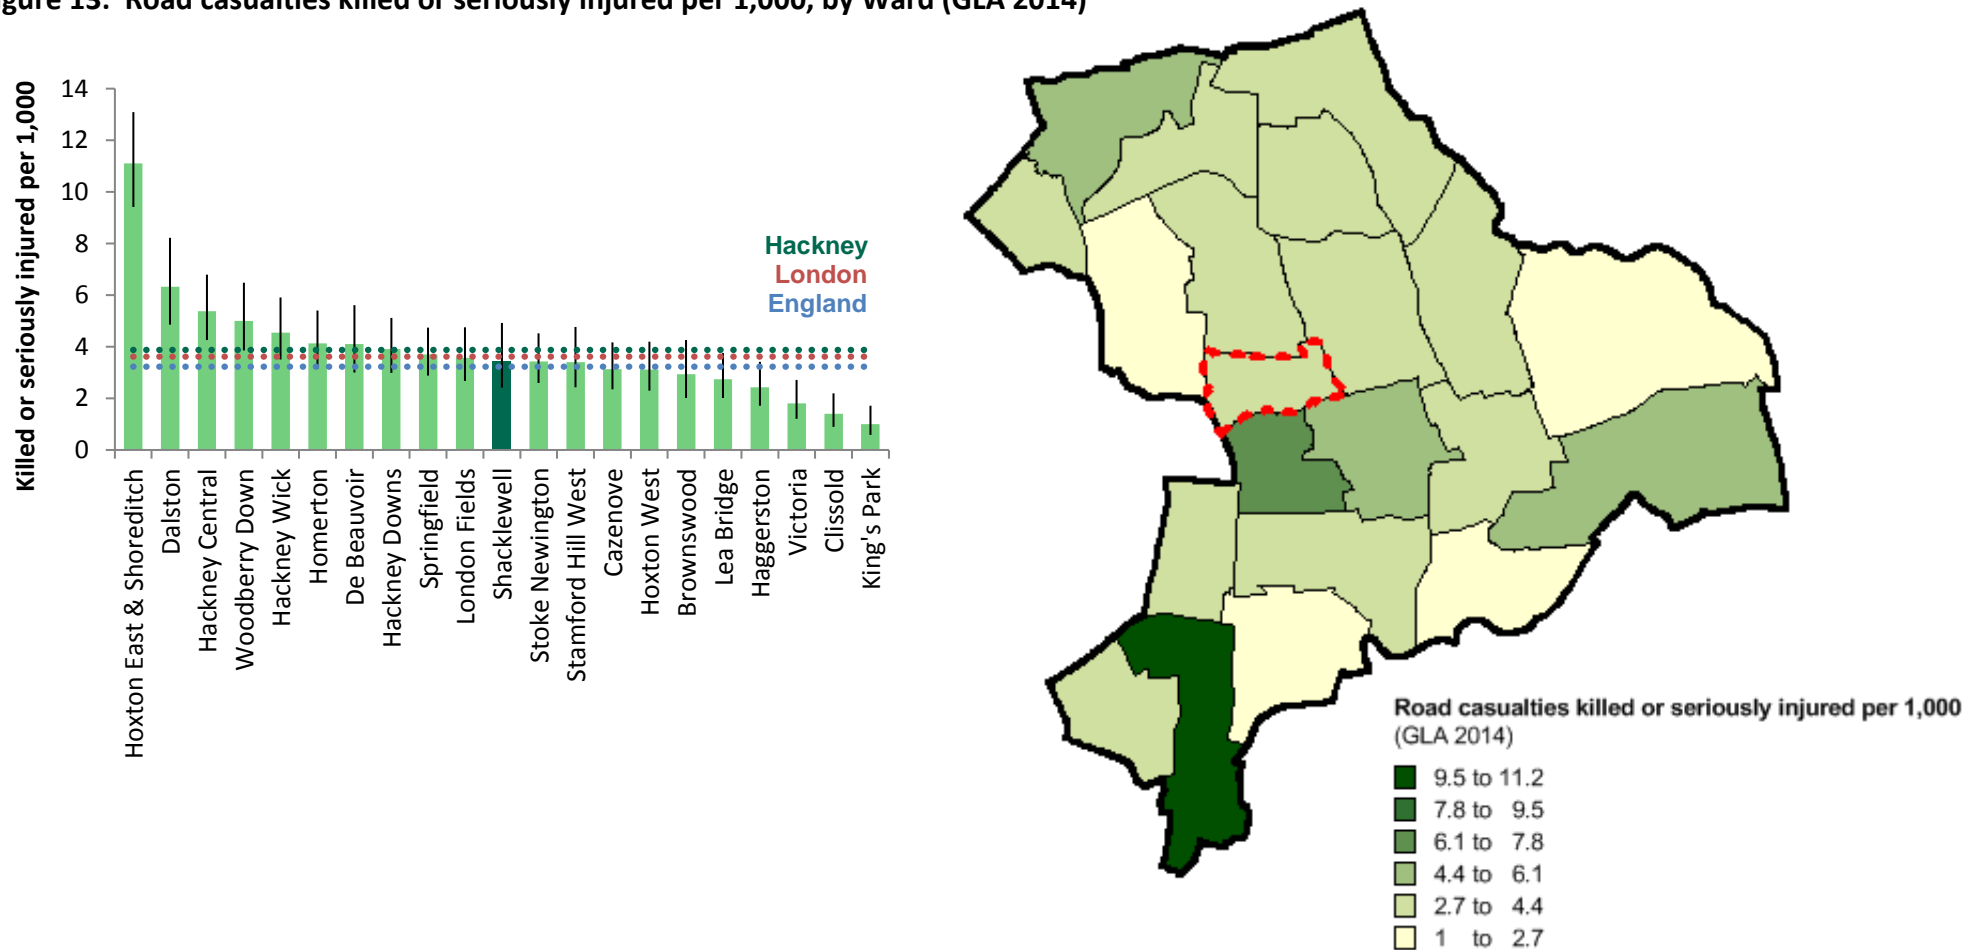 gure 13: Road casualties killed or seriously injured per 1,000, by Ward (GLA 2014)
Killed or seriously injured per 1,000
14
12
10
8
6
4
2
0
Hackney
London
England
Hoxton East & Shoreditch
Dalston
Hackney Central
Woodberry Down
Hackney Wick
Homerton
De Beauvoir
Hackney Downs
Springfield
London Fields
Shacklewell
Stoke Newington
Stamford Hill West
Cazenove
Hoxton West
Brownswood
Lea Bridge
Haggerston
Victoria
Clissold
King's Park
Road casualties killed or seriously injured per 1,000
(GLA 2014)
9.5 to 11.2
7.8 to 9.5
6.1 to 7.8
4.4 to 6.1
2.7 to 4.4
1 to 2.7